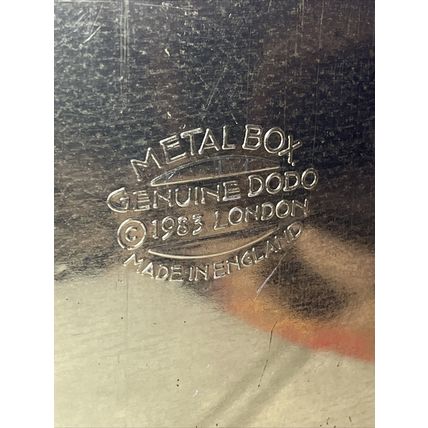 METAL BOX
GENUINE DODO
© 1983 LONDON
MADE IN ENGLAND